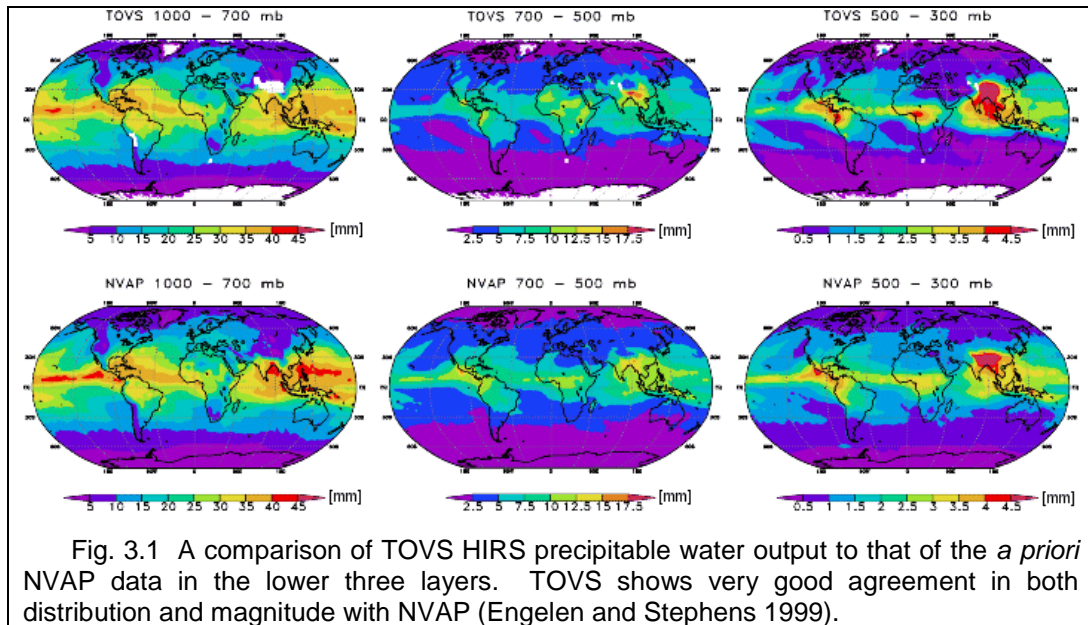 TOVS 1000 – 700 mb
TOVS 700 – 500 mb
TOVS 500 – 300 mb
5 10 15 20 25 30 35 40 45 [mm]
2.5 5 7.5 10 12.5 15 17.5 [mm]
0.5 1 1.5 2 2.5 3 3.5 4 4.5 [mm]
NVAP 1000 – 700 mb
NVAP 700 – 500 mb
NVAP 500 – 300 mb
5 10 15 20 25 30 35 40 45 [mm]
2.5 5 7.5 10 12.5 15 17.5 [mm]
0.5 1 1.5 2 2.5 3 3.5 4 4.5 [mm]
Fig. 3.1 A comparison of TOVS HIRS precipitable water output to that of the a priori
NVAP data in the lower three layers. TOVS shows very good agreement in both
distribution and magnitude with NVAP (Engelen and Stephens 1999).